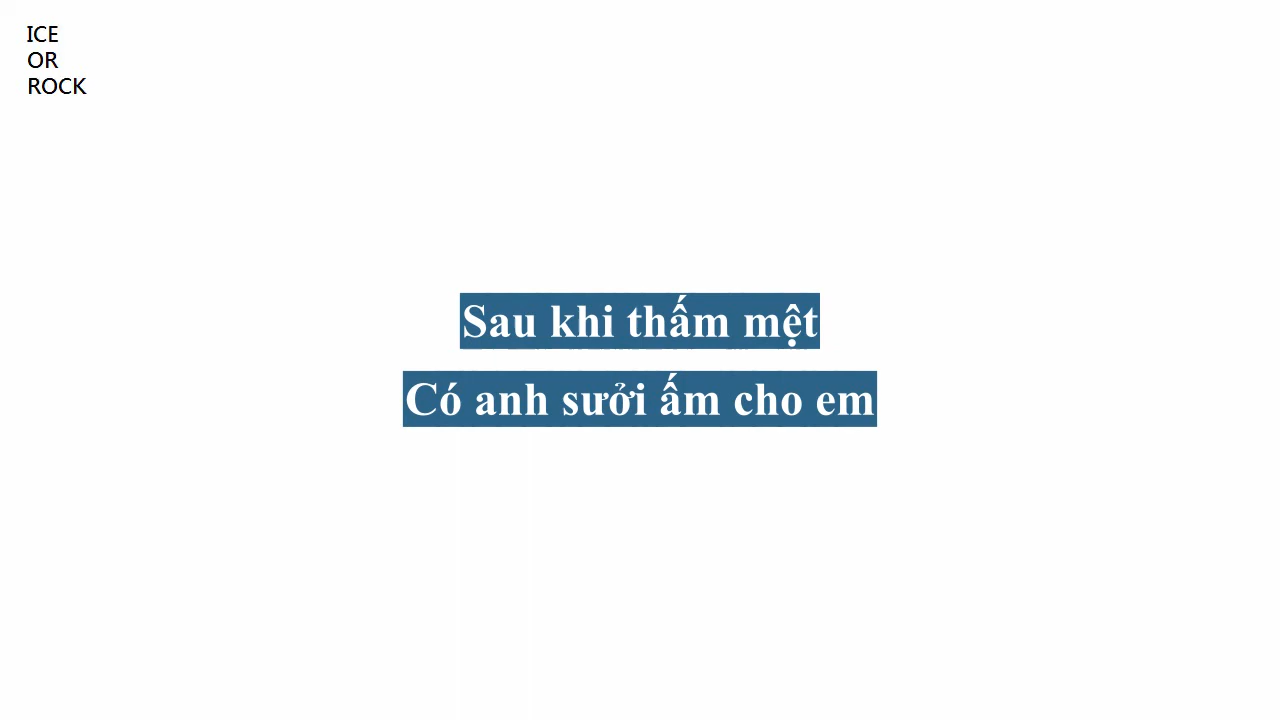 ICE
OR
ROCK
Sau khi thấm mệt
Có anh sưởi ấm cho em